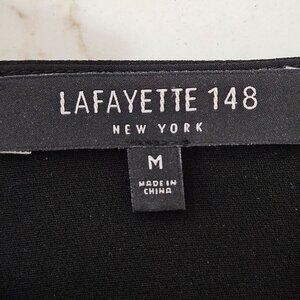 LAFAYETTE 148
NEW YORK
M
MADE IN
CHINA